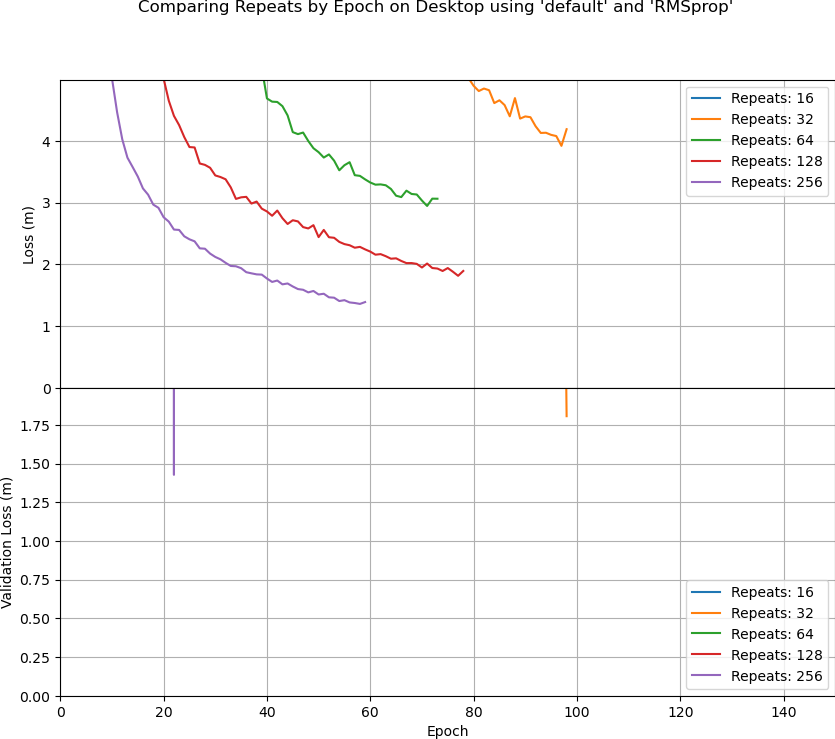 Comparing Repeats by Epoch on Desktop using 'default' and 'RMSprop'
Loss (m)
4
3
2
1
0
Repeats: 16
Repeats: 32
Repeats: 64
Repeats: 128
Repeats: 256
Validation Loss (m)
1.75
1.50
1.25
1.00
0.75
0.50
0.25
0.00
Repeats: 16
Repeats: 32
Repeats: 64
Repeats: 128
Repeats: 256
0 20 40 60 80 100 120 140
Epoch